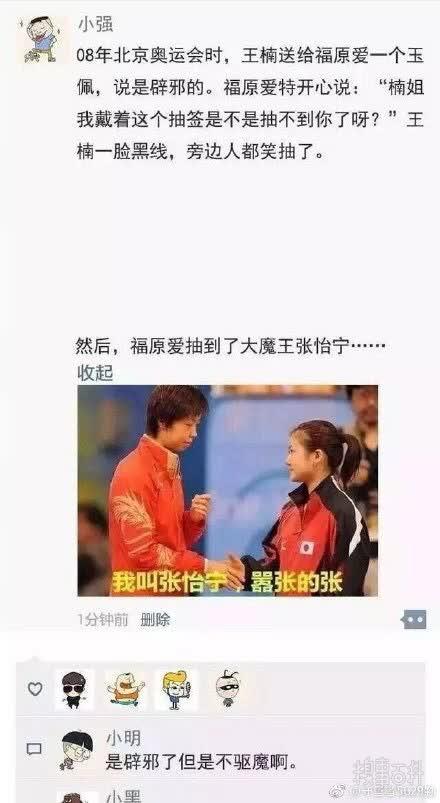 小强
08年北京奥运会时，王楠送给福原爱一个玉
佩，说是辟邪的。福原爱特开心说：“楠姐
我戴着这个抽签是不是抽不到你了呀？”王
楠一脸黑线，旁边人都笑抽了。
然后，福原爱抽到了大魔王张怡宁……
收起
我叫张怡宁，嚣张的张
1分钟前 删除
小明
是辟邪了但是不驱魔啊。
小黑